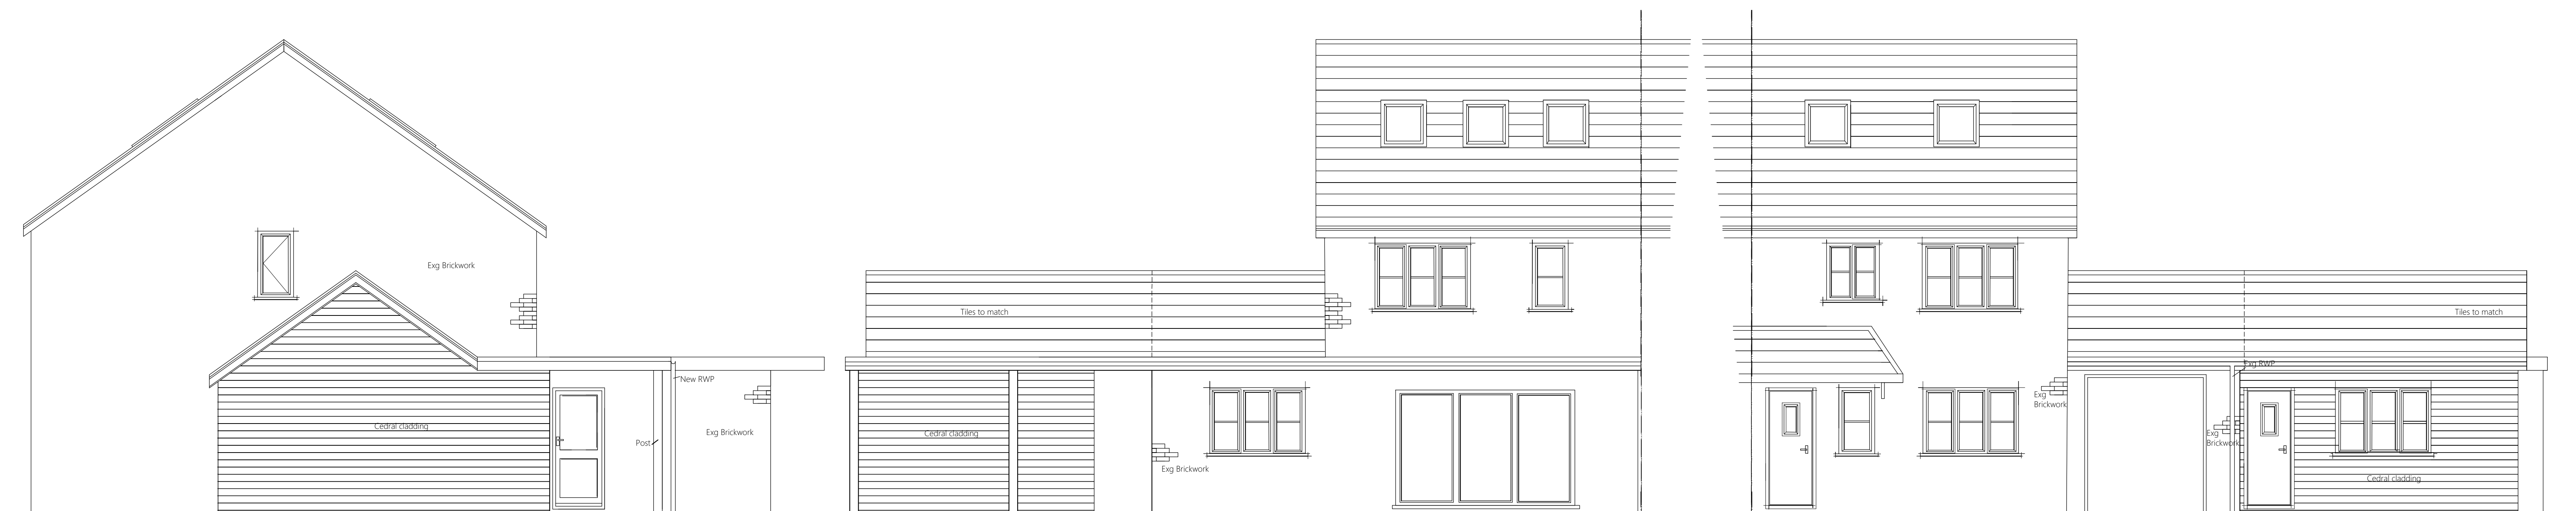 Exg Brickwork
New RWP
Cedral cladding
Exg Brickwork
Post
Tiles to match
Cedral cladding
Exg Brickwork
Tiles to match
Exg RWP
Exg
Brickwork
Exg
Brickwork
Cedral cladding